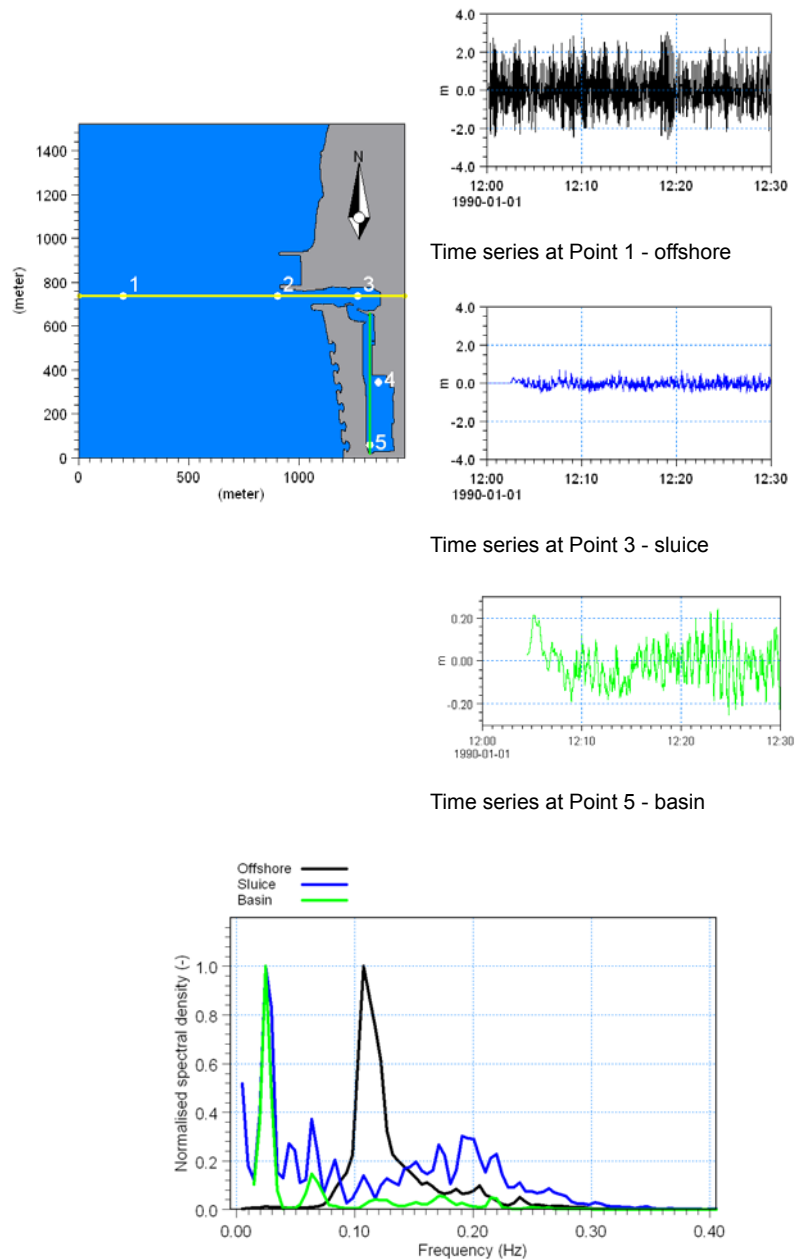 4.0
2.0
0.0
-2.0
-4.0
m
12:00 12:10 12:20 12:30
1990-01-01
Time series at Point 1 - offshore
1400
1200
1000
800
600
400
200
0
(meter)
N
1
2
3
4
5
0 500 1000
(meter)
4.0
2.0
0.0
-2.0
-4.0
m
12:00 12:10 12:20 12:30
1990-01-01
Time series at Point 3 - sluice
0.20
0.00
-0.20
m
12:00 12:10 12:20 12:30
1990-01-01
Time series at Point 5 - basin
Offshore
Sluice
Basin
1.0
0.8
0.6
0.4
0.2
0.0
Normalised spectral density (-)
0.00 0.10 0.20 0.30 0.40
Frequency (Hz)